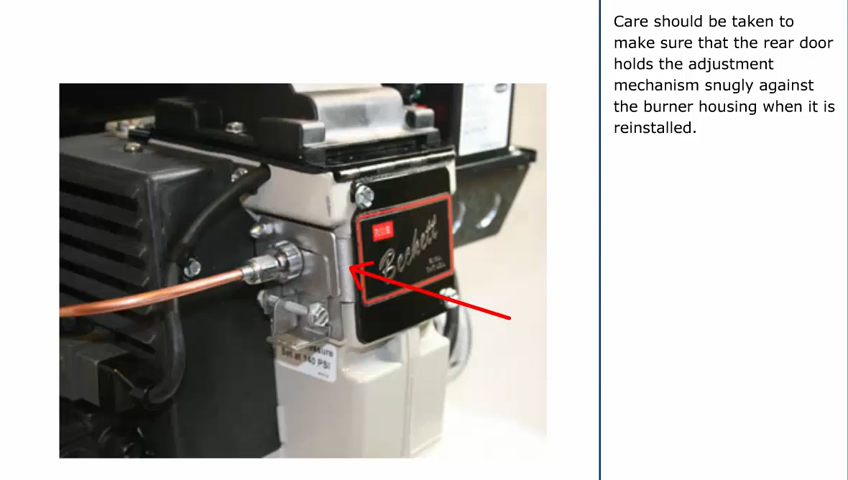 Care should be taken to
make sure that the rear door
holds the adjustment
mechanism snugly against
the burner housing when it is
reinstalled.
Beckett
Set at 140 PSI